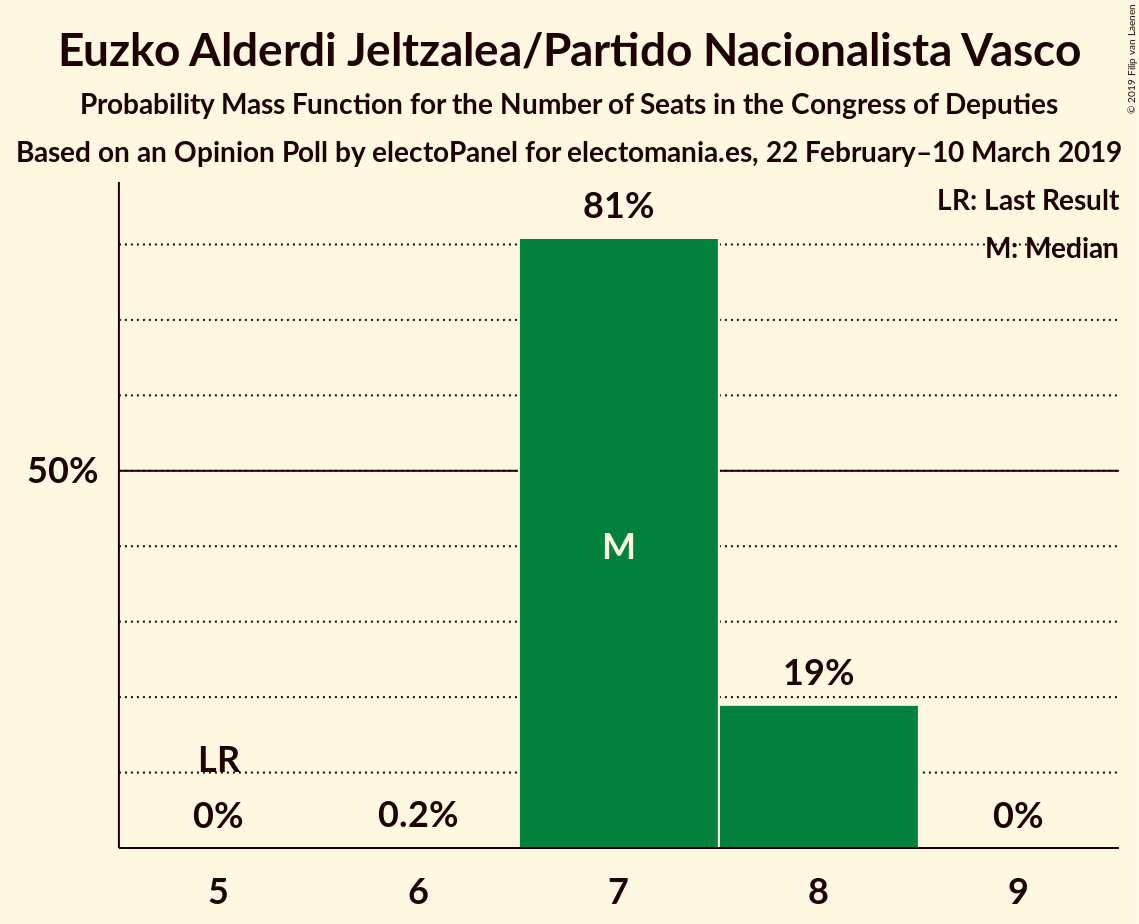 Euzko Alderdi Jeltzalea/Partido Nacionalista Vasco
Probability Mass Function for the Number of Seats in the Congress of Deputies
Based on an Opinion Poll by electoPanel for electomania.es, 22 February–10 March 2019
© 2019 Filip van Laenen
LR: Last Result
M: Median
81%
50%
M
19%
LR
0%
0.2%
0%
5
6
7
8
9